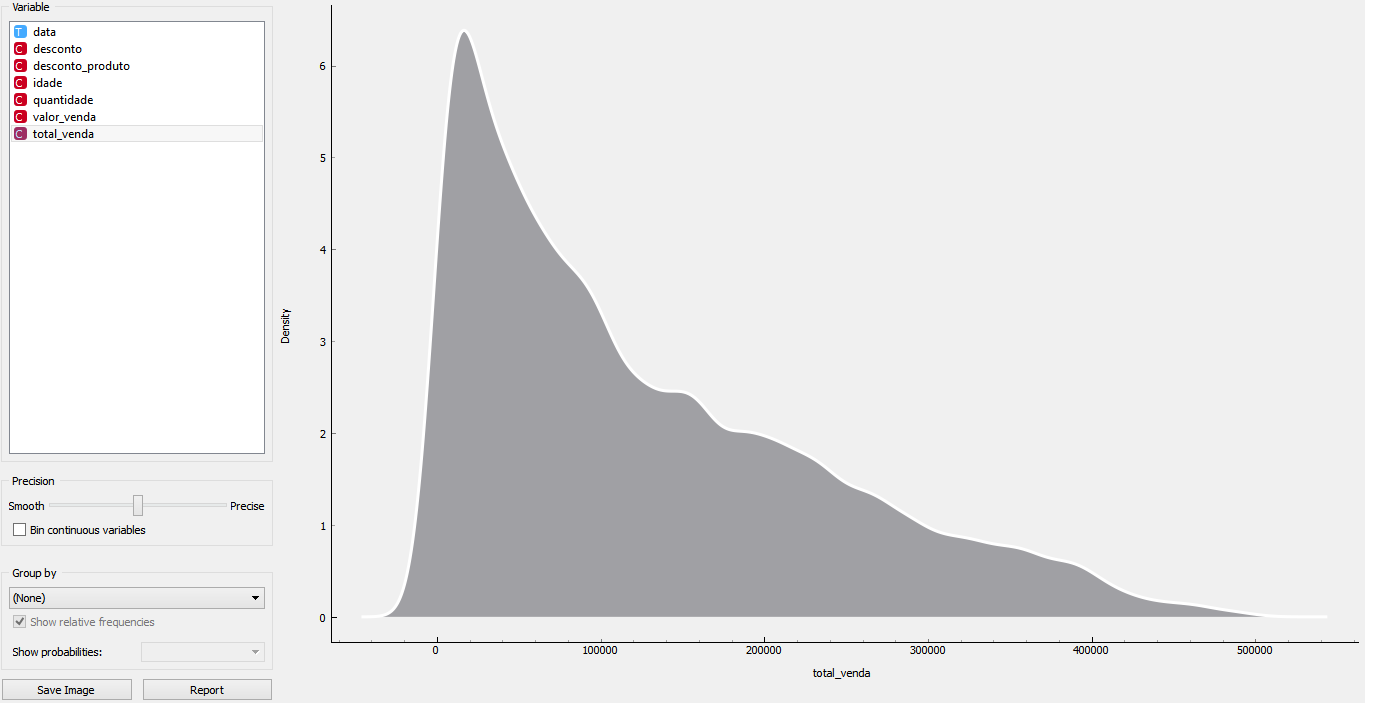 Variable
T data
C desconto
C desconto_produto
C idade
C quantidade
C valor_venda
C total_venda
Precision
Smooth Precise
Bin continuous variables
Group by
(None)
Show relative frequencies
Show probabilities:
Save Image Report
Density
6
5
4
3
2
1
0
0 100000 200000 300000 400000 500000
total_venda